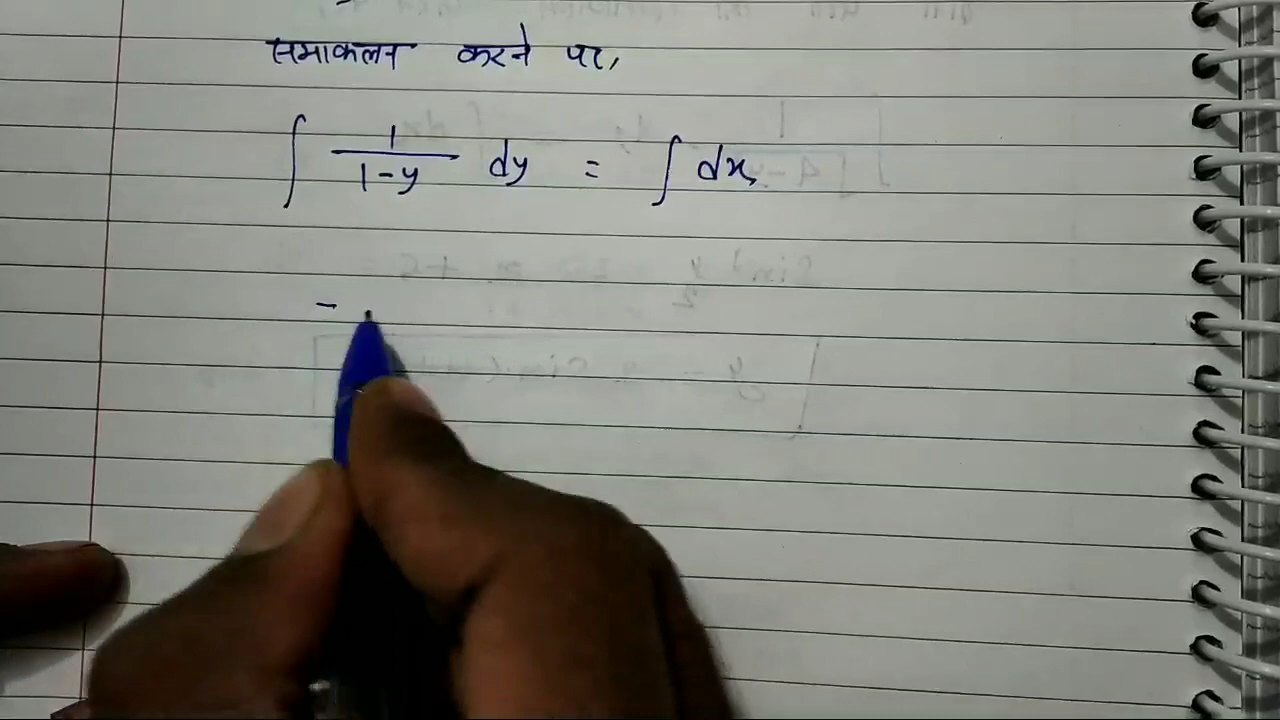 समाकलन करने पर,
∫ 1/(1-y) dy = ∫ dx,
-